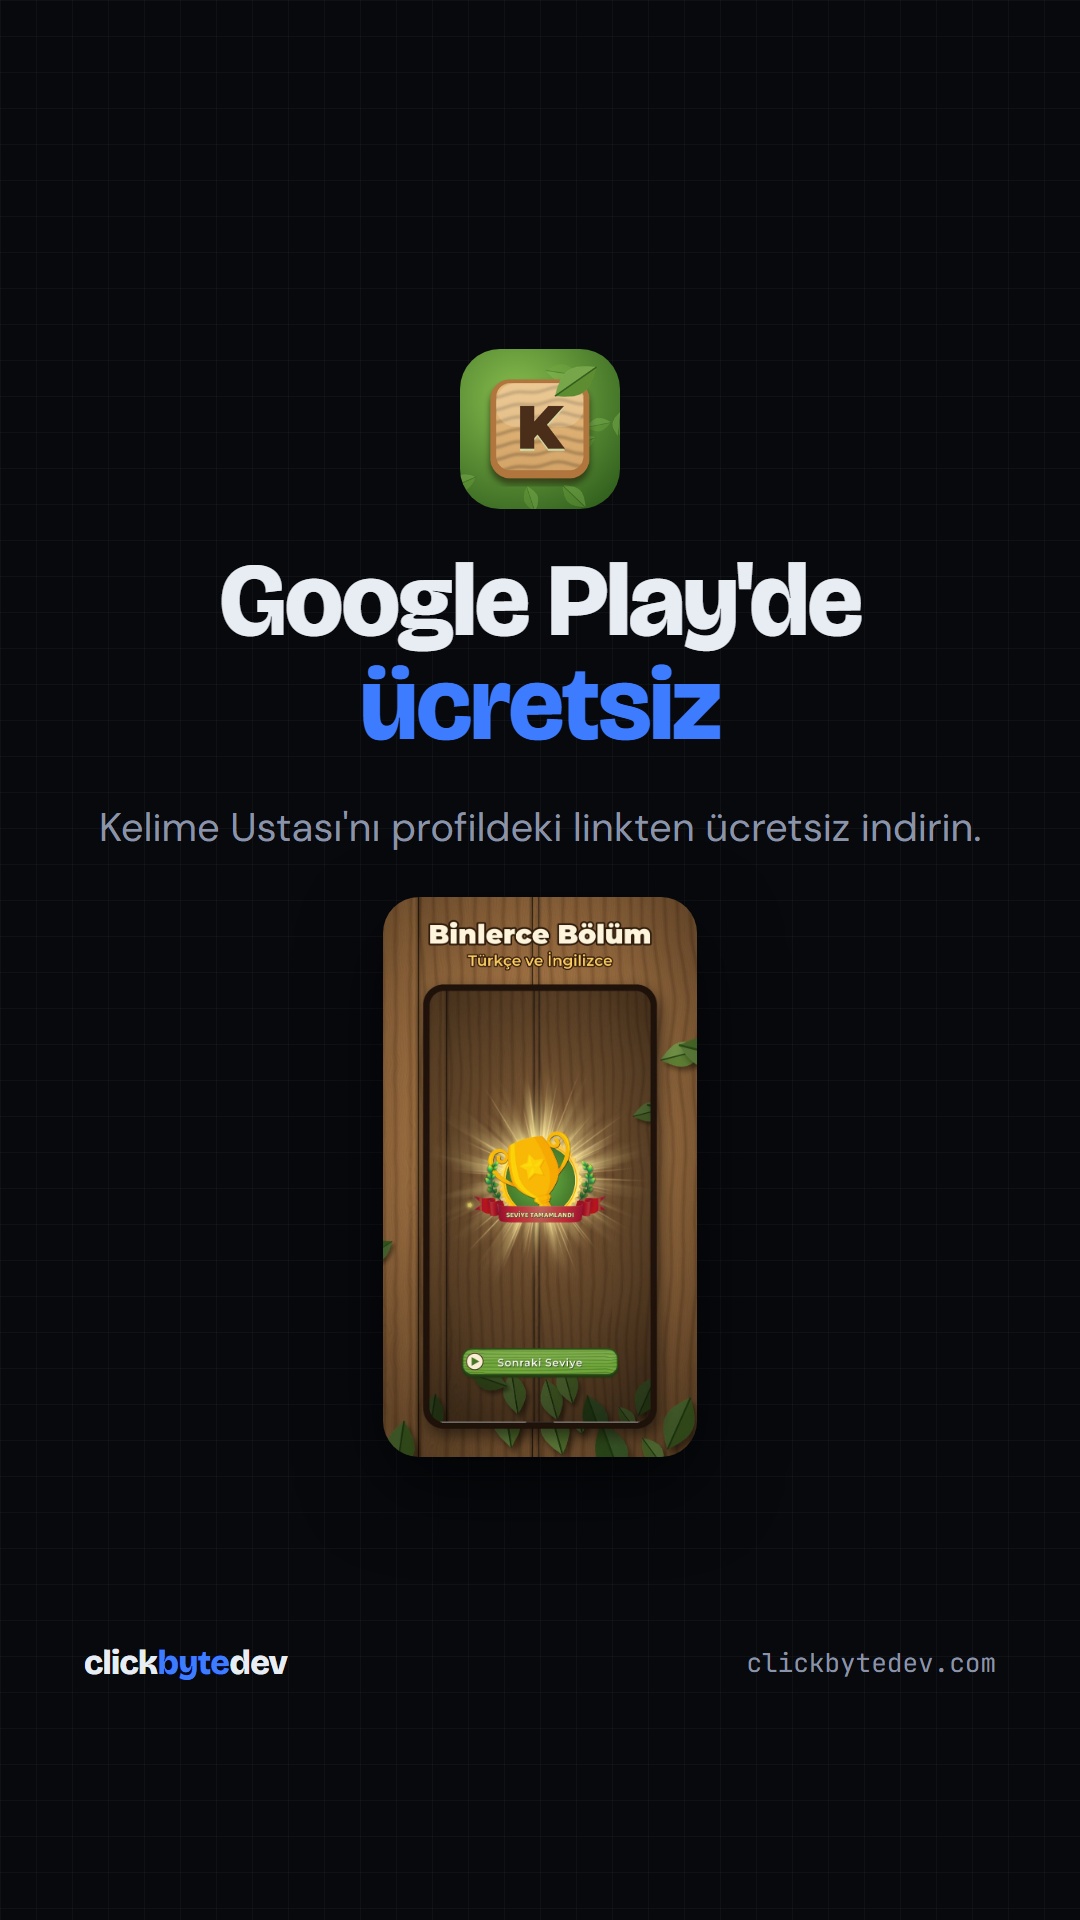 K
Google Play'de
ücretsiz
Kelime Ustası'nı profildeki linkten ücretsiz indirin.
Binlerce Bölüm
Türkçe ve İngilizce
SEVİYE TAMAMLANDI
Sonraki Seviye
clickbytedev
clickbytedev.com